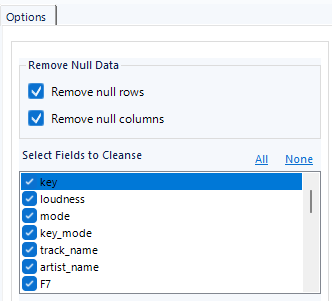 Options
Remove Null Data
Remove null rows
Remove null columns
Select Fields to Cleanse All None
key
loudness
mode
key_mode
track_name
artist_name
F7